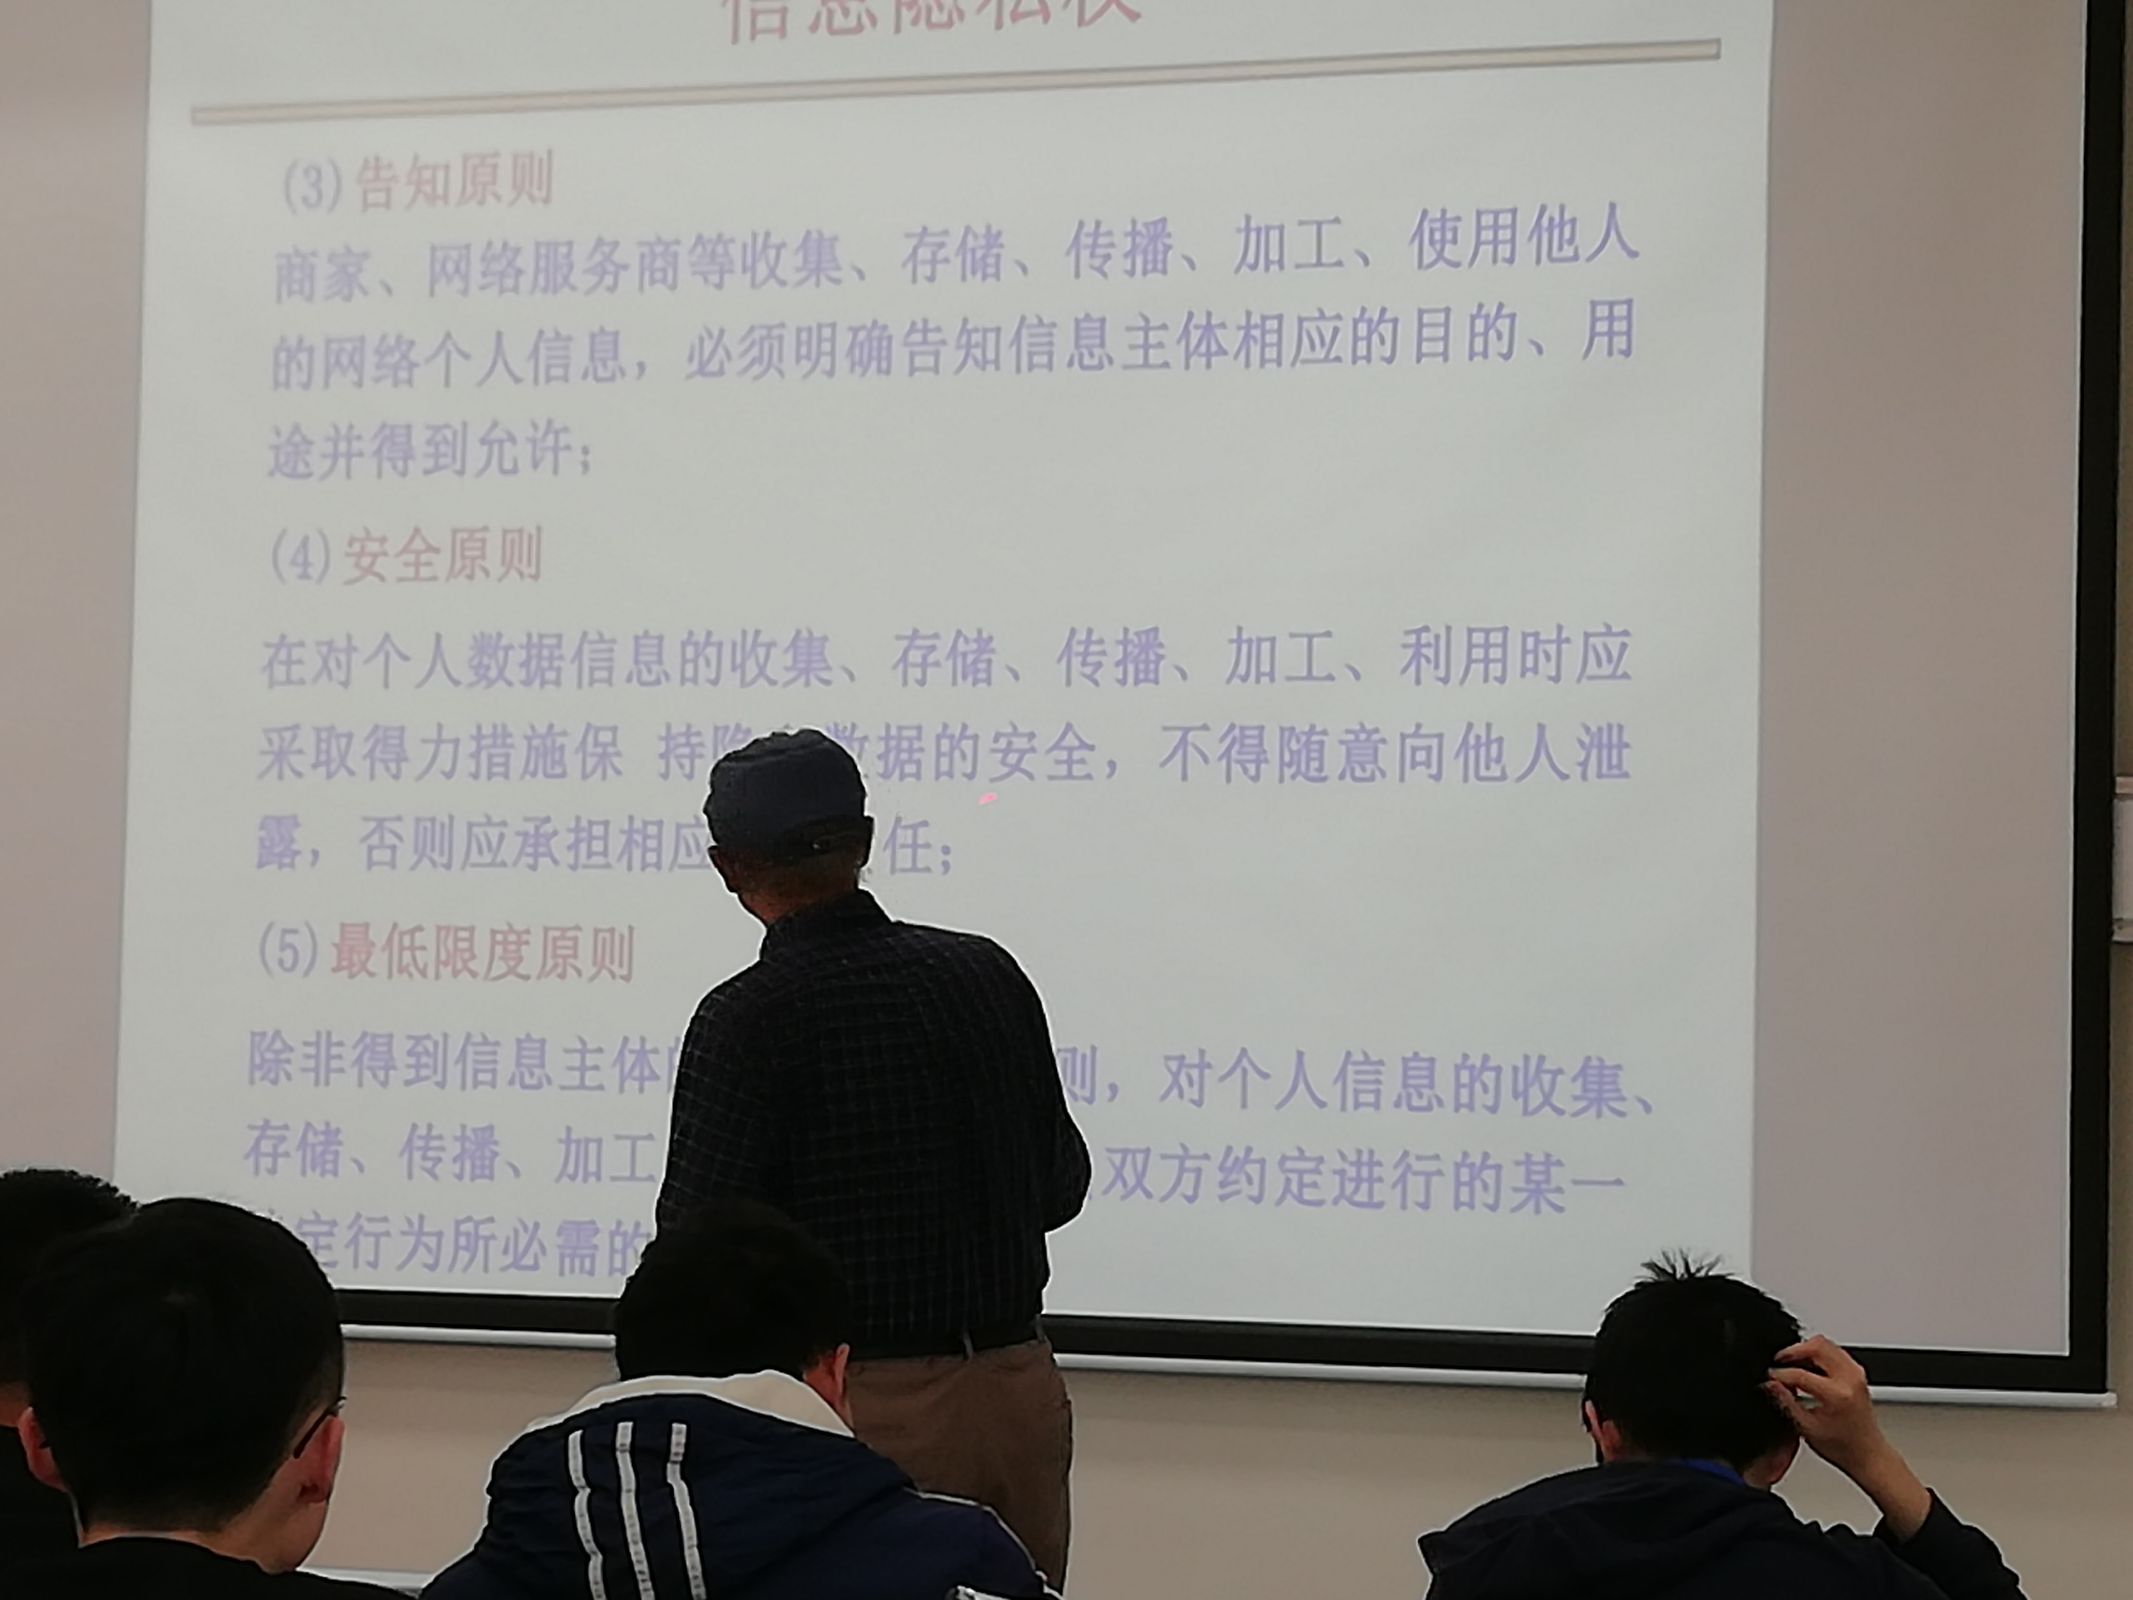 信息隐私权
(3)告知原则
商家、网络服务商等收集、存储、传播、加工、使用他人
的网络个人信息，必须明确告知信息主体相应的目的、用
途并得到允许；
(4)安全原则
在对个人数据信息的收集、存储、传播、加工、利用时应
采取得力措施保 持隐 数据的安全，不得随意向他人泄
露，否则应承担相应 任；
(5)最低限度原则
除非得到信息主体 则，对个人信息的收集、
存储、传播、加工 双方约定进行的某一
定行为所必需的